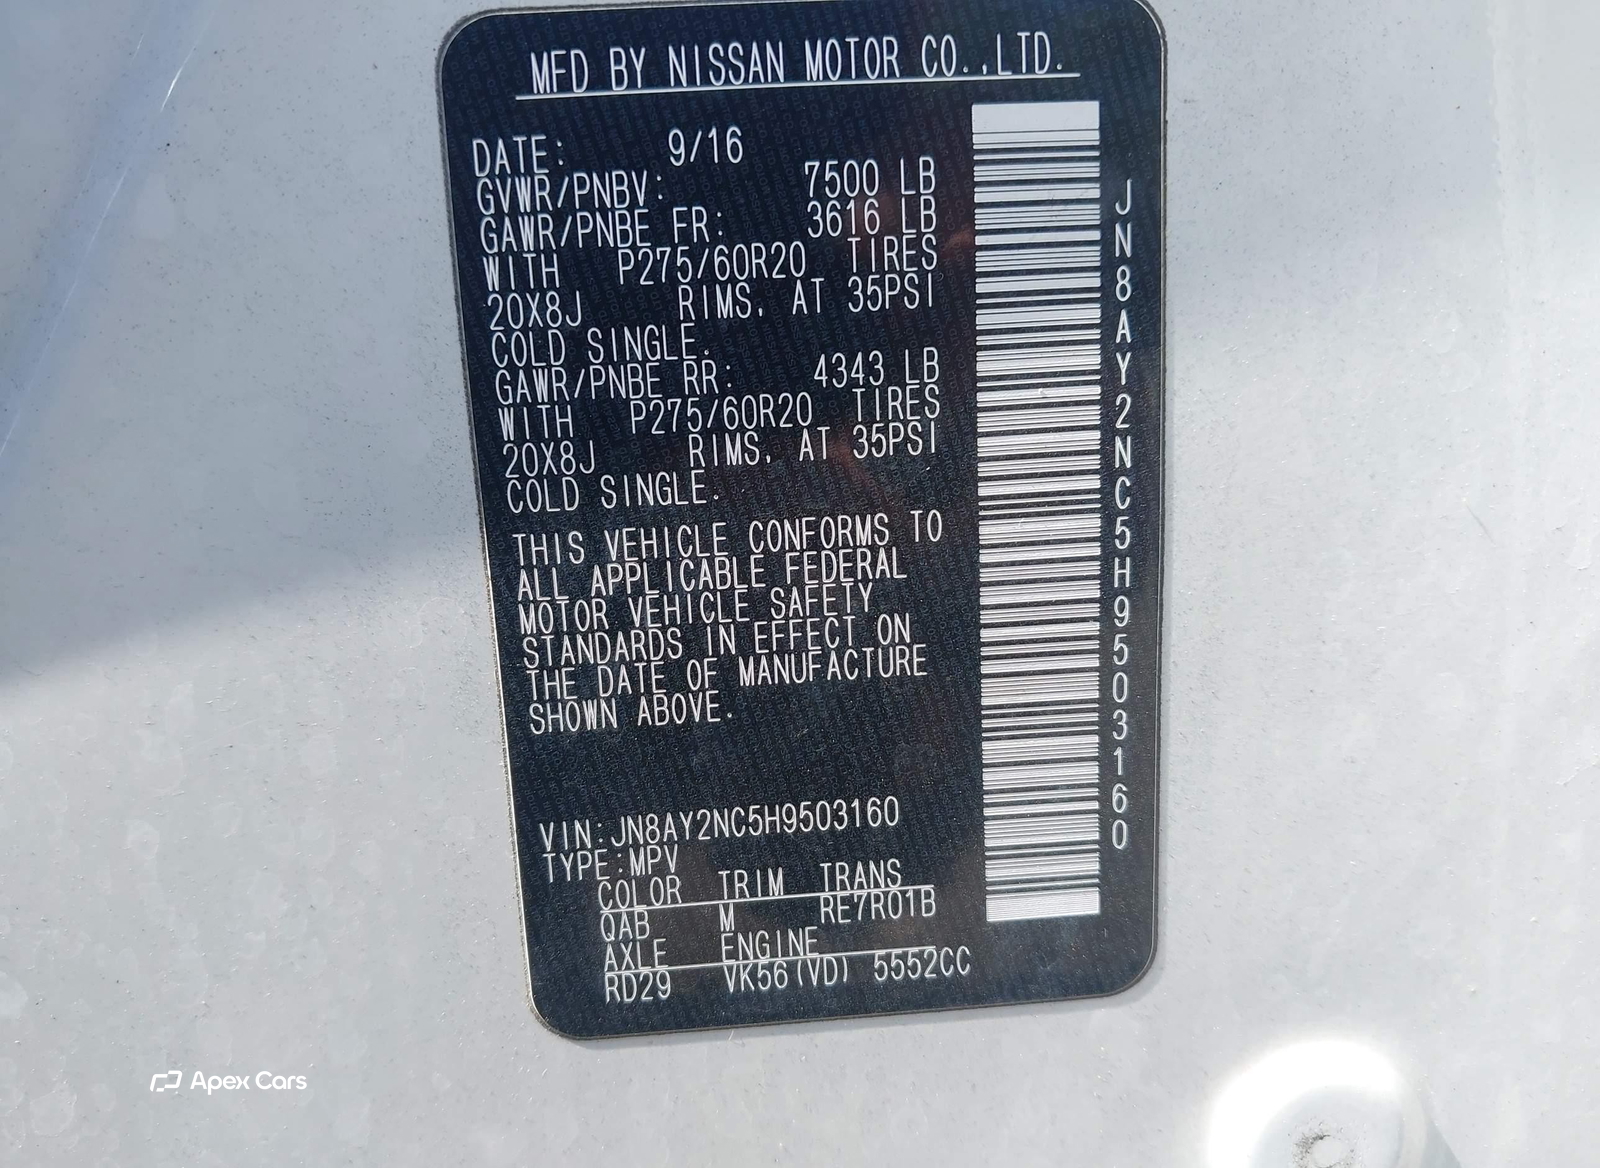 MFD BY NISSAN MOTOR CO.,LTD.
DATE: 9/16
GVWR/PNBV: 7500 LB
GAWR/PNBE FR: 3616 LB
WITH P275/60R20 TIRES
20X8J RIMS, AT 35PSI
COLD SINGLE.
GAWR/PNBE RR: 4343 LB
WITH P275/60R20 TIRES
20X8J RIMS, AT 35PSI
COLD SINGLE.
THIS VEHICLE CONFORMS TO
ALL APPLICABLE FEDERAL
MOTOR VEHICLE SAFETY
STANDARDS IN EFFECT ON
THE DATE OF MANUFACTURE
SHOWN ABOVE.
VIN:JN8AY2NC5H9503160
TYPE:MPV
COLOR TRIM TRANS
QAB M RE7R01B
AXLE ENGINE
RD29 VK56(VD) 5552CC
JN8AY2NC5H9503160
Apex Cars